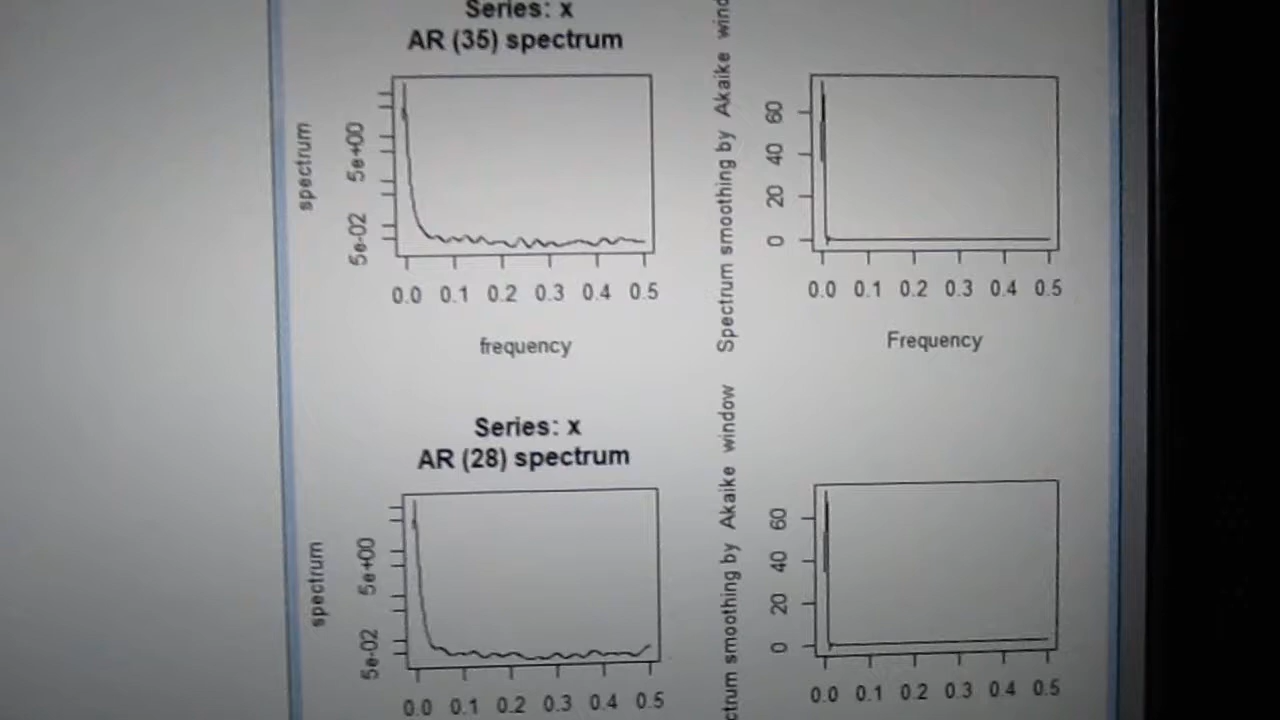 Series: x
AR (35) spectrum
spectrum
5e+00
5e-02
0.0 0.1 0.2 0.3 0.4 0.5
frequency
Spectrum smoothing by Akaike
60
40
20
0
0.0 0.1 0.2 0.3 0.4 0.5
Frequency
Series: x
AR (28) spectrum
spectrum
5e+00
5e-02
0.0 0.1 0.2 0.3 0.4 0.5
smoothing by Akaike window
60
40
20
0
0.0 0.1 0.2 0.3 0.4 0.5